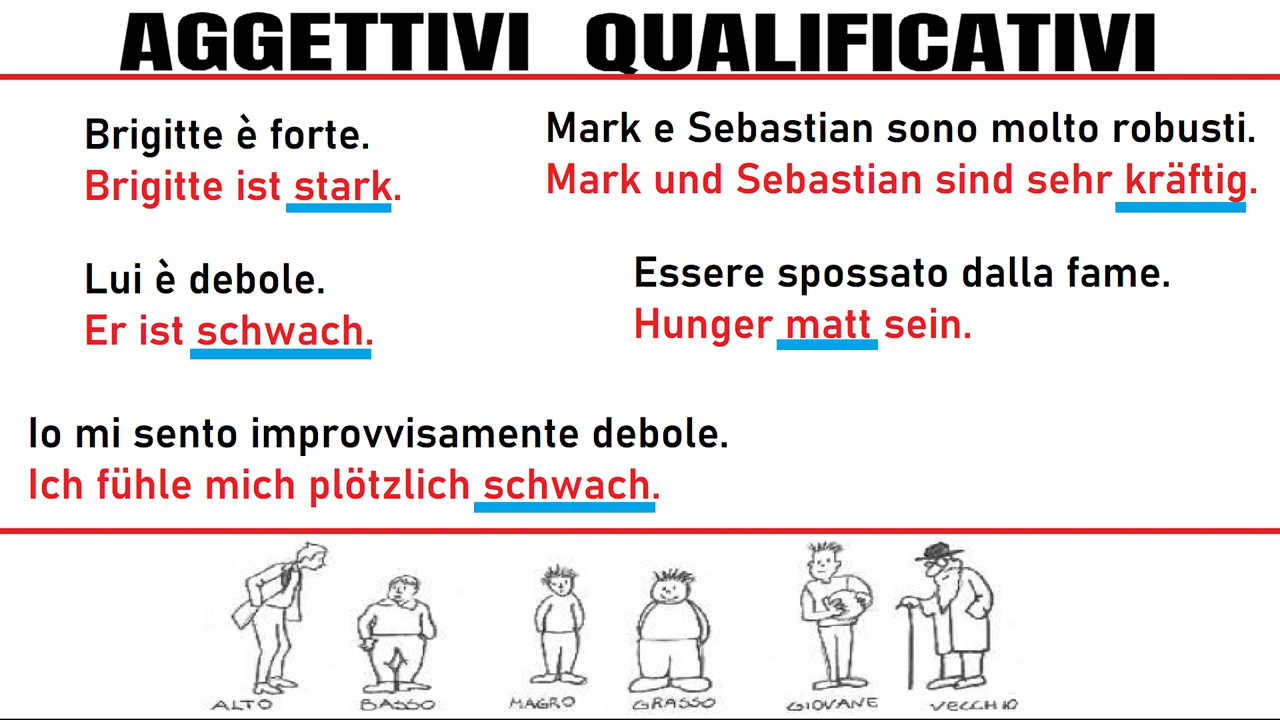 AGGETTIVI QUALIFICATIVI
Brigitte è forte.
Brigitte ist stark.
Mark e Sebastian sono molto robusti.
Mark und Sebastian sind sehr kräftig.
Lui è debole.
Er ist schwach.
Essere spossato dalla fame.
Hunger matt sein.
Io mi sento improvvisamente debole.
Ich fühle mich plötzlich schwach.
ALTO BASSO MAGRO GRASSO GIOVANE VECCHIO